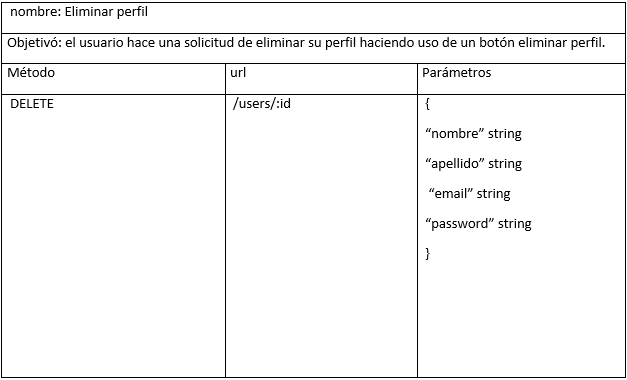 nombre: Eliminar perfil
Objetivó: el usuario hace una solicitud de eliminar su perfil haciendo uso de un botón eliminar perfil.
Método url Parámetros
DELETE /users/:id {
“nombre” string
“apellido” string
“email” string
“password” string
}